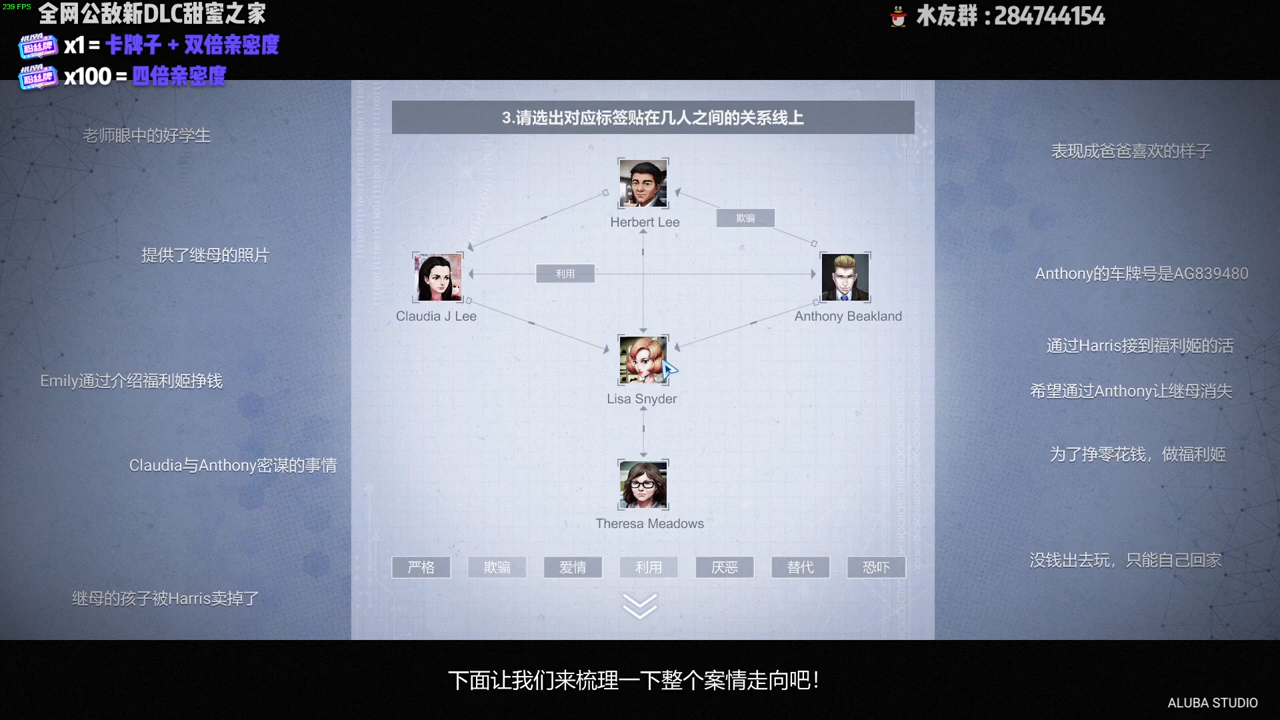 239 FPS
全网公敌新DLC甜蜜之家
HUYA 粉丝牌 x1 = 卡牌子 + 双倍亲密度
HUYA 粉丝牌 x100 = 四倍亲密度
水友群 : 284744154
3.请选出对应标签贴在几人之间的关系线上
老师眼中的好学生
表现成爸爸喜欢的样子
Herbert Lee
欺骗
提供了继母的照片
利用
Anthony的车牌号是AG839480
Claudia J Lee
Anthony Beakland
通过Harris接到福利姬的活
Emily通过介绍福利姬挣钱
希望通过Anthony让继母消失
Lisa Snyder
Claudia与Anthony密谋的事情
为了挣零花钱，做福利姬
Theresa Meadows
没钱出去玩，只能自己回家
严格 欺骗 爱情 利用 厌恶 替代 恐吓
继母的孩子被Harris卖掉了
下面让我们来梳理一下整个案情走向吧！
ALUBA STUDIO